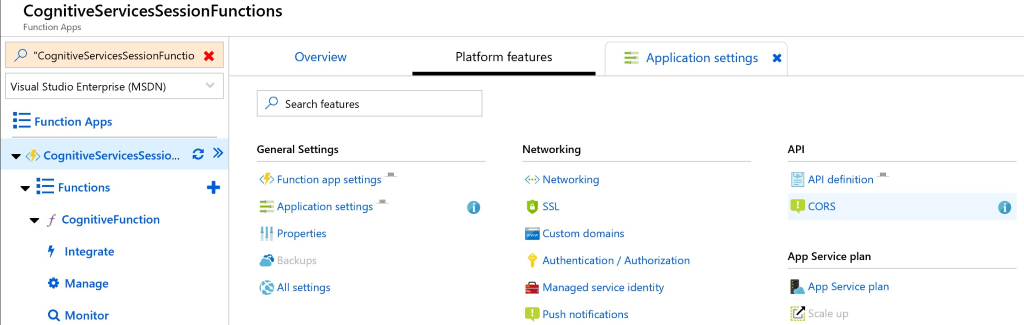 CognitiveServicesSessionFunctions
Function Apps
"CognitiveServicesSessionFunctio
Visual Studio Enterprise (MSDN)
Function Apps
CognitiveServicesSessio...
Functions
CognitiveFunction
Integrate
Manage
Monitor
Overview
Platform features
Application settings
Search features
General Settings
Function app settings
Application settings
Properties
Backups
All settings
Networking
Networking
SSL
Custom domains
Authentication / Authorization
Managed service identity
Push notifications
API
API definition
CORS
App Service plan
App Service plan
Scale up